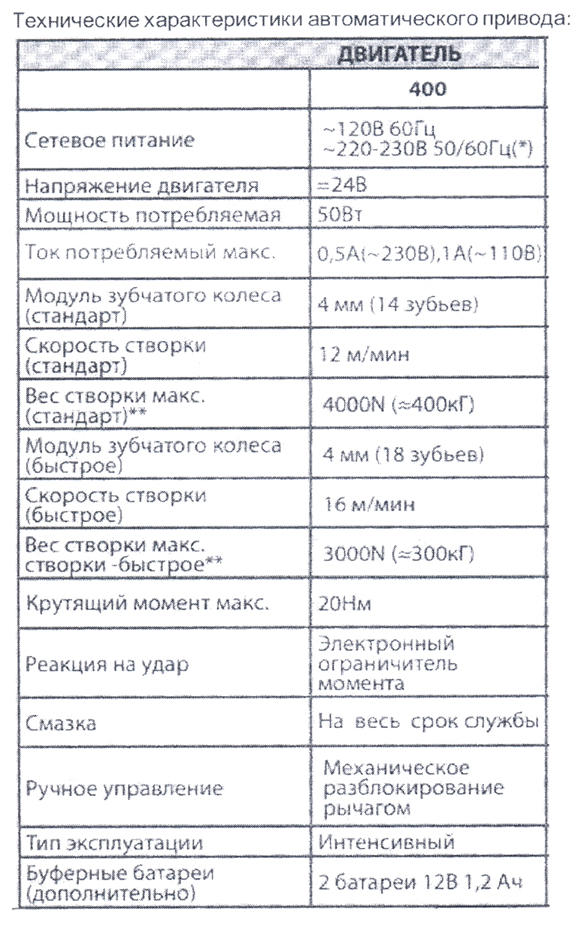 Технические характеристики автоматического привода:
ДВИГАТЕЛЬ
400
Сетевое питание
~120В 60Гц
~220-230В 50/60Гц(*)
Напряжение двигателя
=24В
Мощность потребляемая
50Вт
Ток потребляемый макс.
0,5А(~230В),1А(~110В)
Модуль зубчатого колеса
(стандарт)
4 мм (14 зубьев)
Скорость створки
(стандарт)
12 м/мин
Вес створки макс.
(стандарт)**
4000N (≈400кГ)
Модуль зубчатого колеса
(быстрое)
4 мм (18 зубьев)
Скорость створки
(быстрое)
16 м/мин
Вес створки макс.
створки -быстрое**
3000N (≈300кГ)
Крутящий момент макс.
20Нм
Реакция на удар
Электронный
ограничитель
момента
Смазка
На весь срок службы
Ручное управление
Механическое
разблокирование
рычагом
Тип эксплуатации
Интенсивный
Буферные батареи
(дополнительно)
2 батареи 12В 1,2 Ач